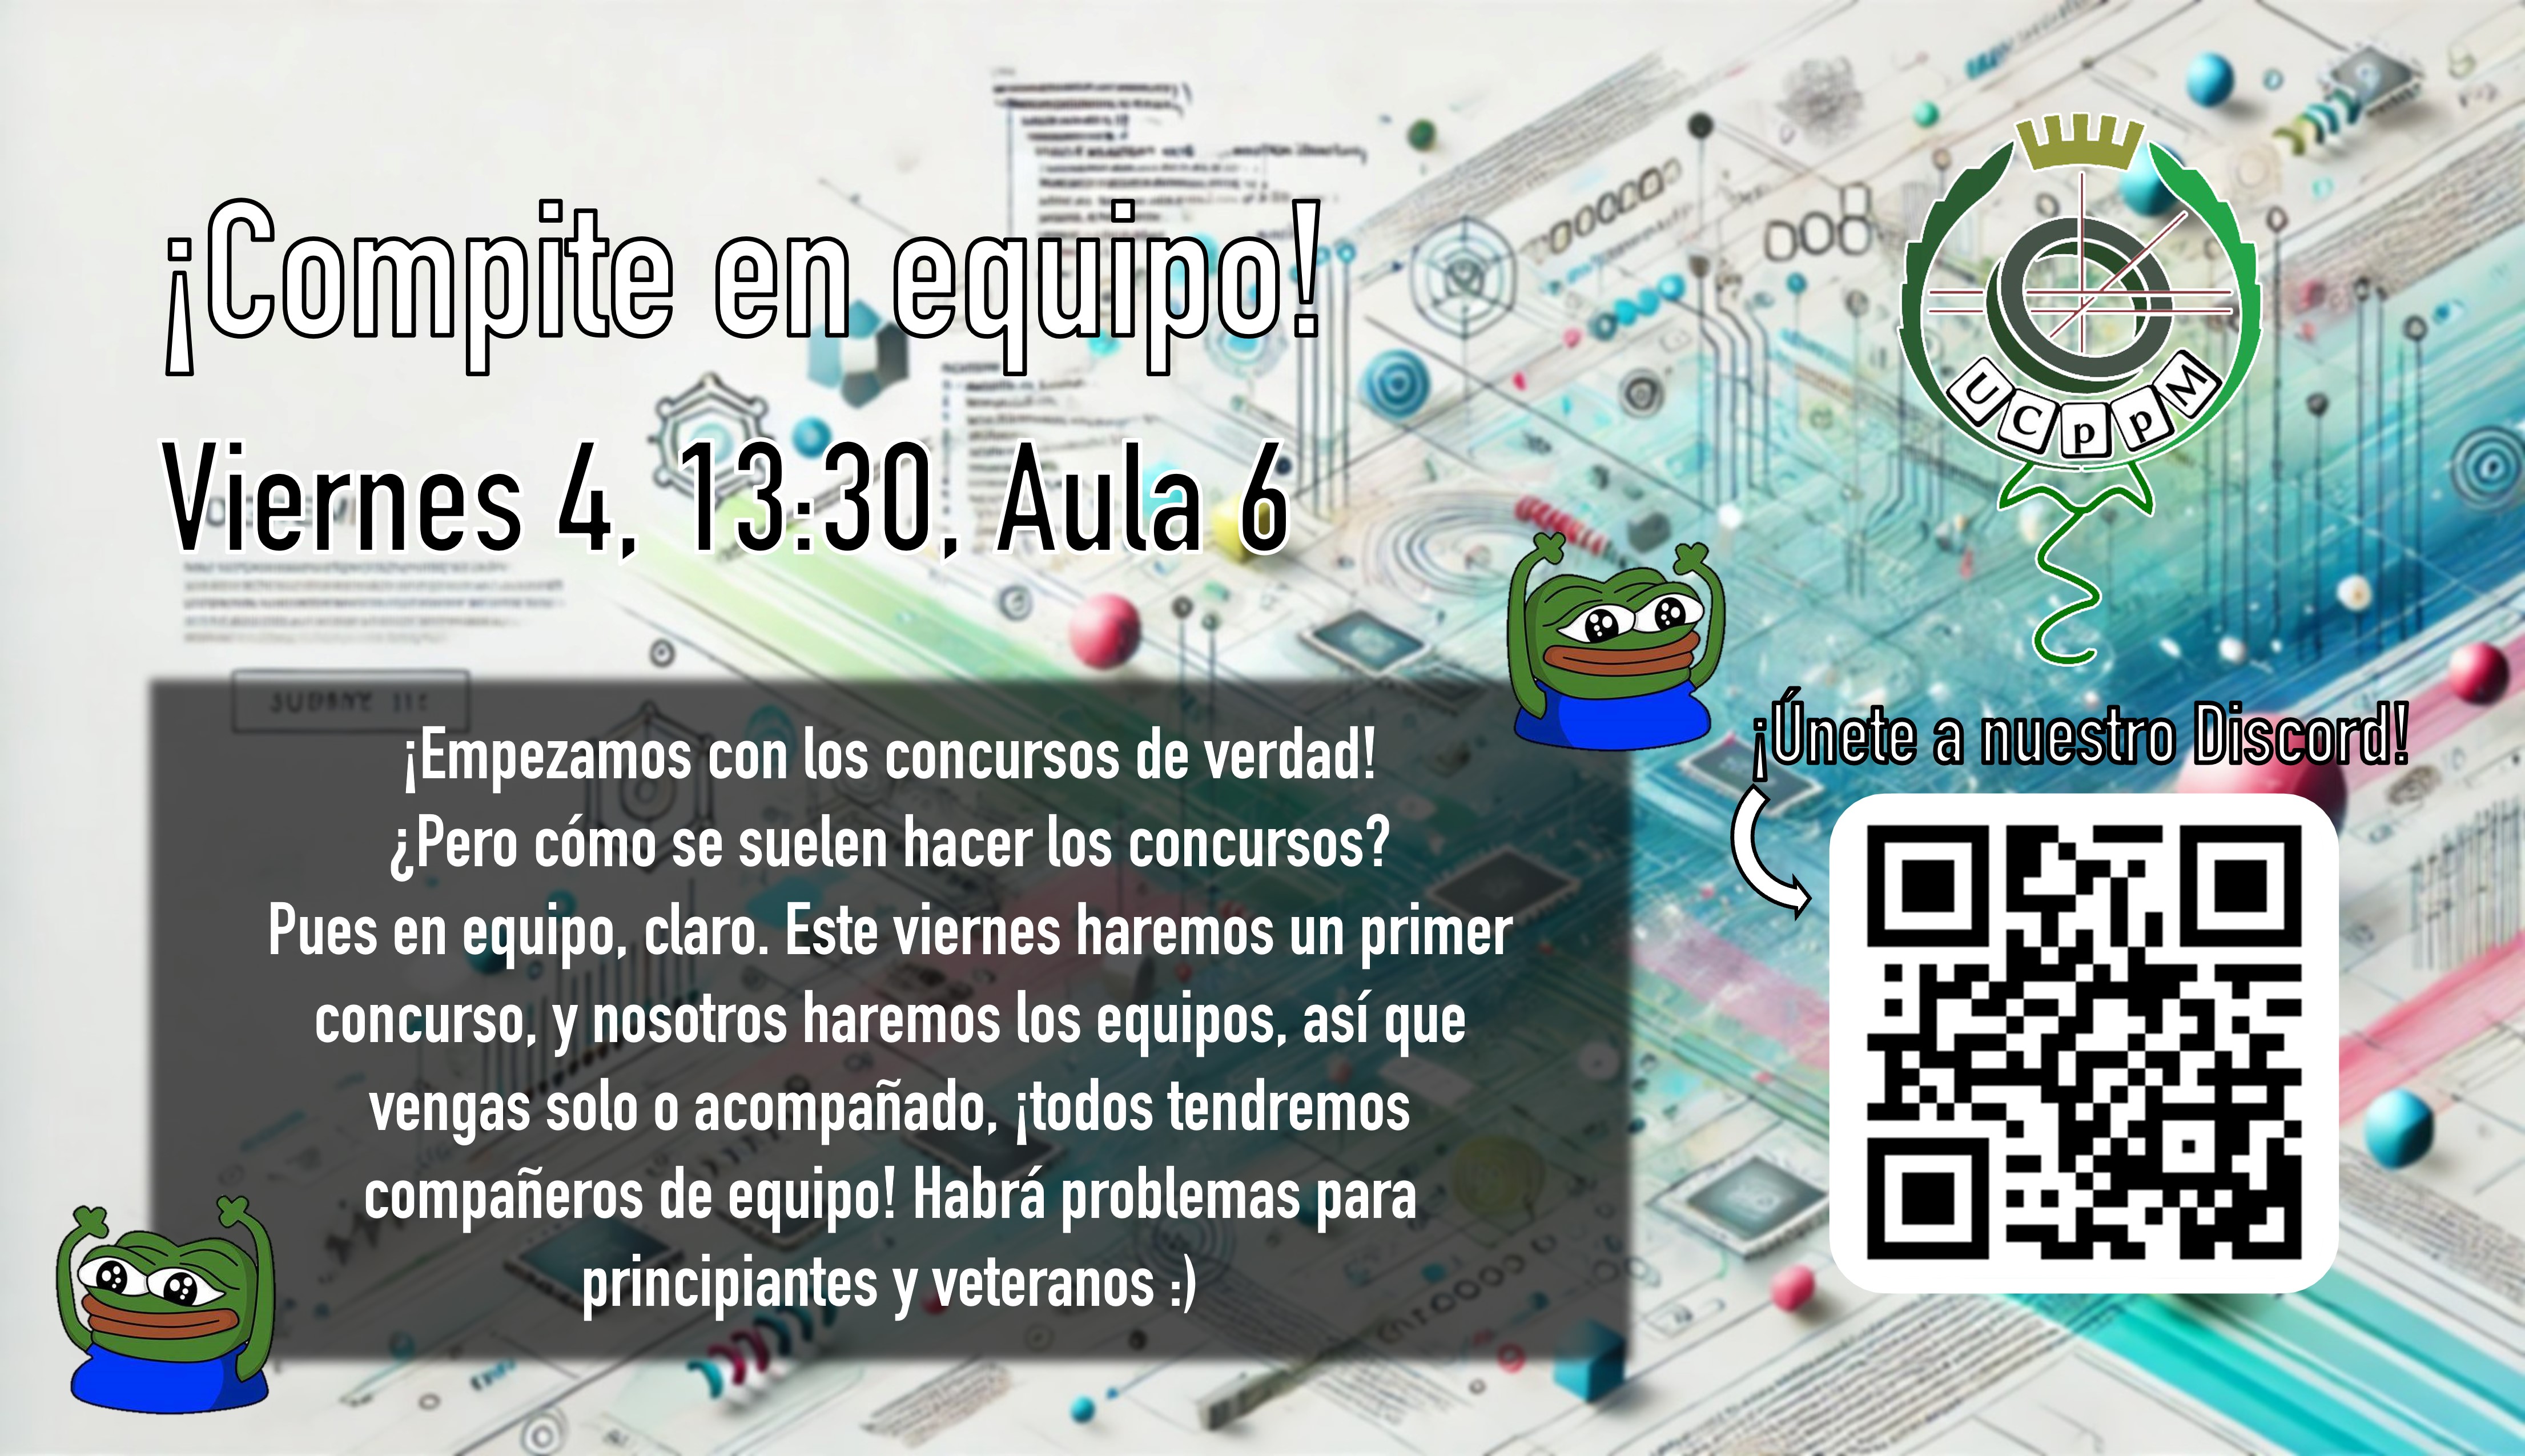 ¡Compite en equipo!
Viernes 4, 13:30, Aula 6
UCppM
¡Empezamos con los concursos de verdad!
¿Pero cómo se suelen hacer los concursos?
Pues en equipo, claro. Este viernes haremos un primer
concurso, y nosotros haremos los equipos, así que
vengas solo o acompañado, ¡todos tendremos
compañeros de equipo! Habrá problemas para
principiantes y veteranos :)
¡Únete a nuestro Discord!